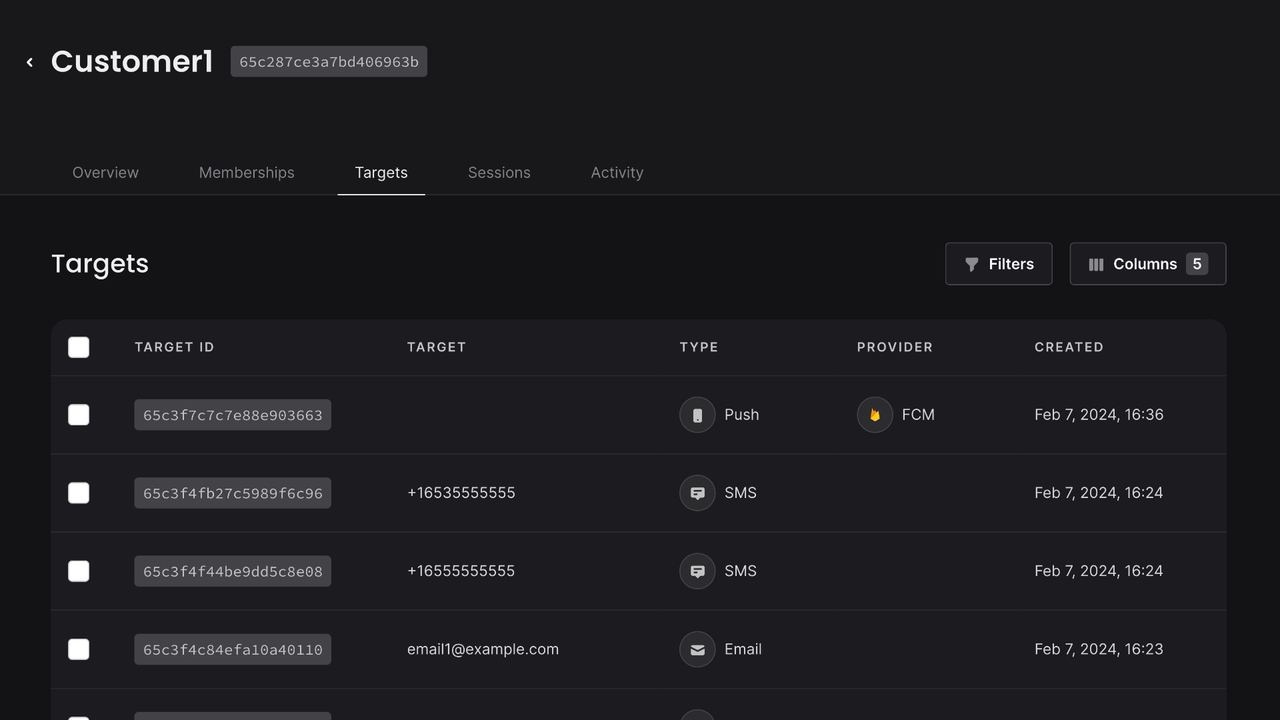 Customer1 65c287ce3a7bd406963b
Overview Memberships Targets Sessions Activity
Targets Filters Columns 5
TARGET ID TARGET TYPE PROVIDER CREATED
65c3f7c7c7e88e903663 Push FCM Feb 7, 2024, 16:36
65c3f4fb27c5989f6c96 +16535555555 SMS Feb 7, 2024, 16:24
65c3f4f44be9dd5c8e08 +16555555555 SMS Feb 7, 2024, 16:24
65c3f4c84efa10a40110 email1@example.com Email Feb 7, 2024, 16:23